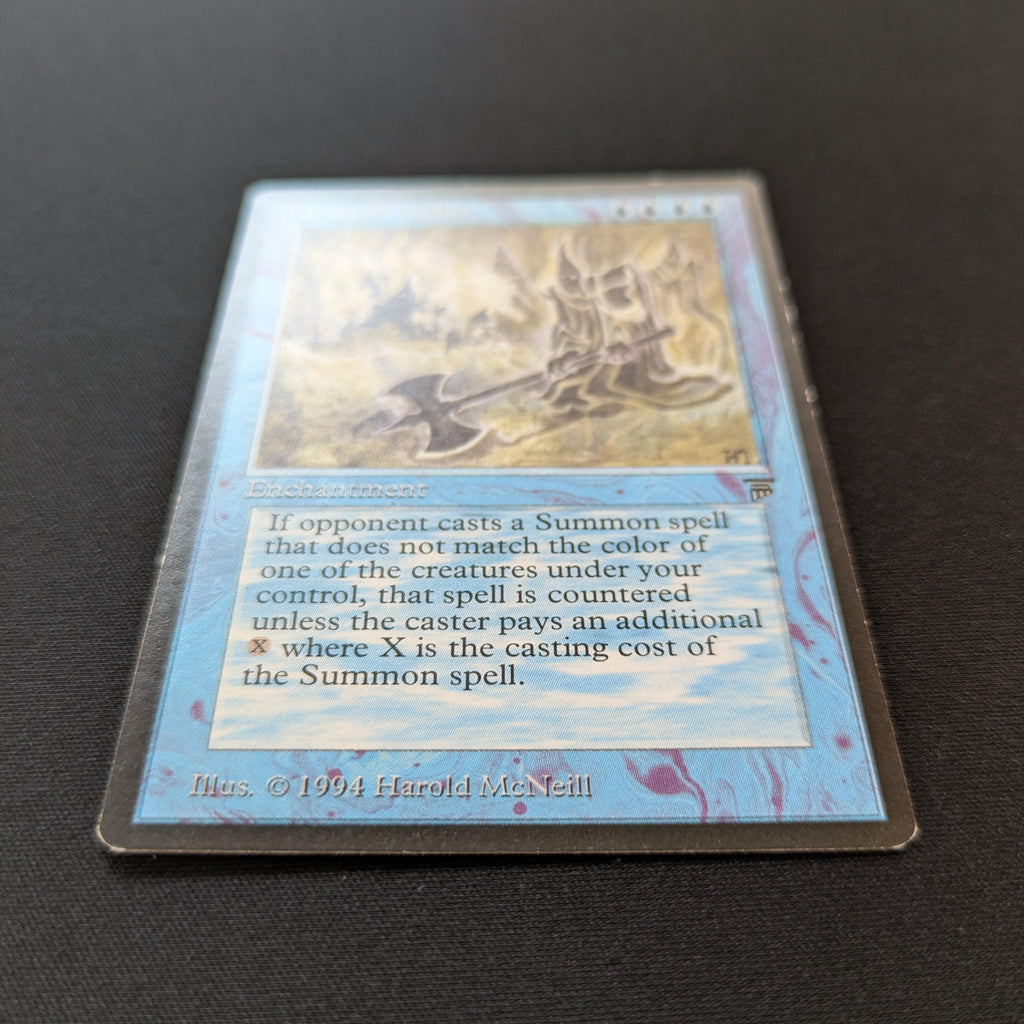 Enchantment
If opponent casts a Summon spell
that does not match the color of
one of the creatures under your
control, that spell is countered
unless the caster pays an additional
X where X is the casting cost of
the Summon spell.
Illus. © 1994 Harold McNeill